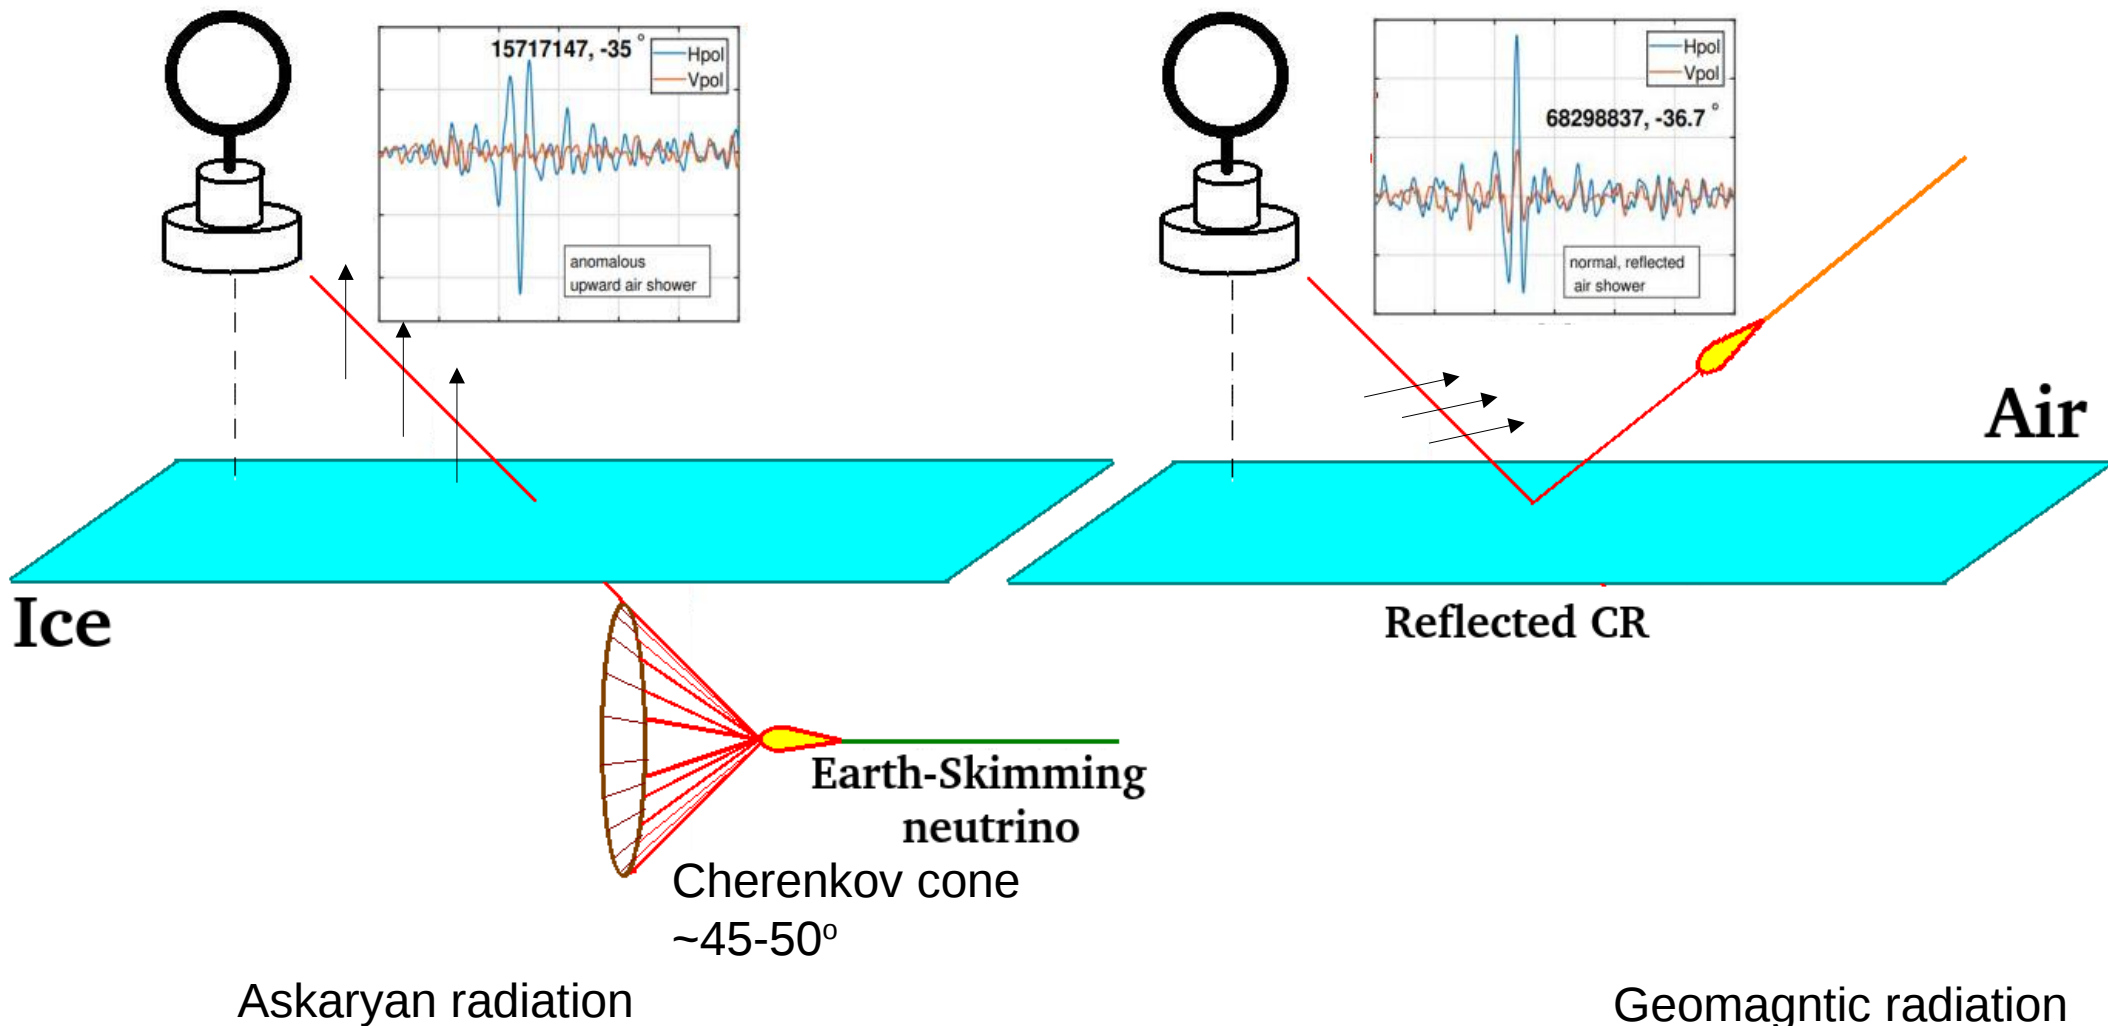 15717147, -35 °
Hpol
Vpol
anomalous
upward air shower
Hpol
Vpol
68298837, -36.7 °
normal, reflected
air shower
Air
Ice
Reflected CR
Earth-Skimming
neutrino
Cherenkov cone
~45-50º
Askaryan radiation
Geomagntic radiation